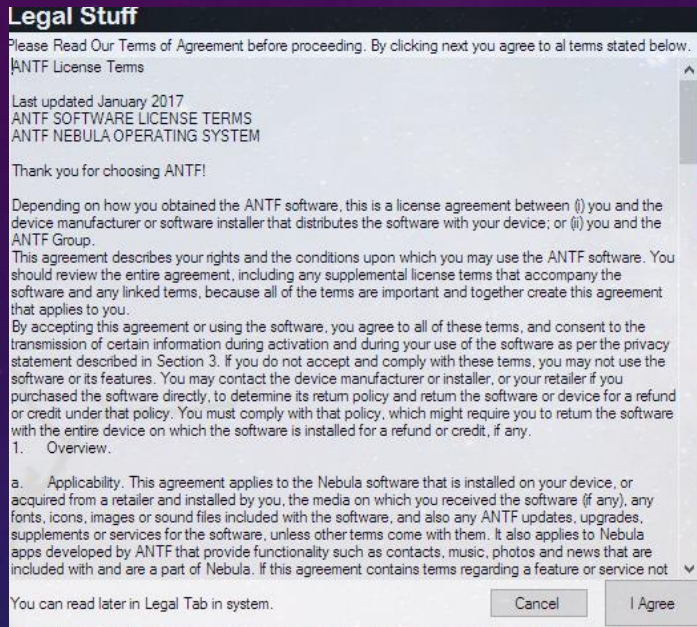 Legal Stuff
Please Read Our Terms of Agreement before proceeding. By clicking next you agree to al terms stated below.
ANTF License Terms
Last updated January 2017
ANTF SOFTWARE LICENSE TERMS
ANTF NEBULA OPERATING SYSTEM
Thank you for choosing ANTF!
Depending on how you obtained the ANTF software, this is a license agreement between (i) you and the
device manufacturer or software installer that distributes the software with your device; or (ii) you and the
ANTF Group.
This agreement describes your rights and the conditions upon which you may use the ANTF software. You
should review the entire agreement, including any supplemental license terms that accompany the
software and any linked terms, because all of the terms are important and together create this agreement
that applies to you.
By accepting this agreement or using the software, you agree to all of these terms, and consent to the
transmission of certain information during activation and during your use of the software as per the privacy
statement described in Section 3. If you do not accept and comply with these terms, you may not use the
software or its features. You may contact the device manufacturer or installer, or your retailer if you
purchased the software directly, to determine its return policy and return the software or device for a refund
or credit under that policy. You must comply with that policy, which might require you to return the software
with the entire device on which the software is installed for a refund or credit, if any.
1. Overview.
a. Applicability. This agreement applies to the Nebula software that is installed on your device, or
acquired from a retailer and installed by you, the media on which you received the software (if any), any
fonts, icons, images or sound files included with the software, and also any ANTF updates, upgrades,
supplements or services for the software, unless other terms come with them. It also applies to Nebula
apps developed by ANTF that provide functionality such as contacts, music, photos and news that are
included with and are a part of Nebula. If this agreement contains terms regarding a feature or service not
You can read later in Legal Tab in system.
Cancel
I Agree